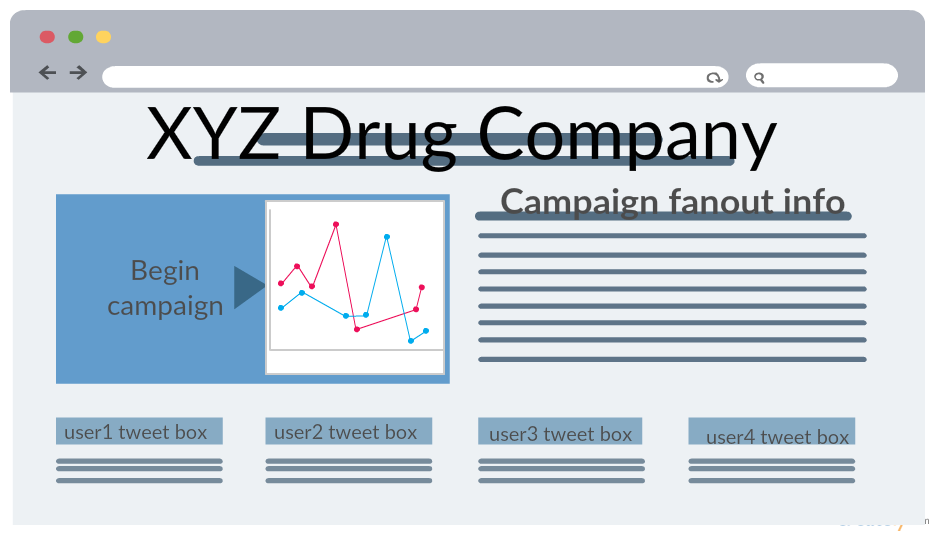 XYZ Drug Company
Campaign fanout info
Begin
campaign
user1 tweet box
user2 tweet box
user3 tweet box
user4 tweet box